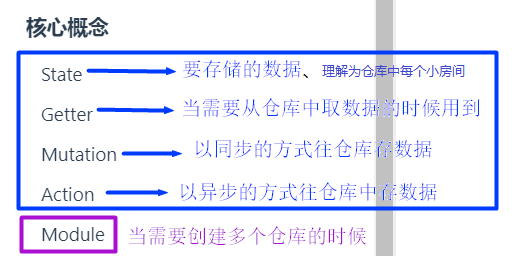 核心概念
State 要存储的数据、理解为仓库中每个小房间
Getter 当需要从仓库中取数据的时候用到
Mutation 以同步的方式往仓库存数据
Action 以异步的方式往仓库中存数据
Module 当需要创建多个仓库的时候